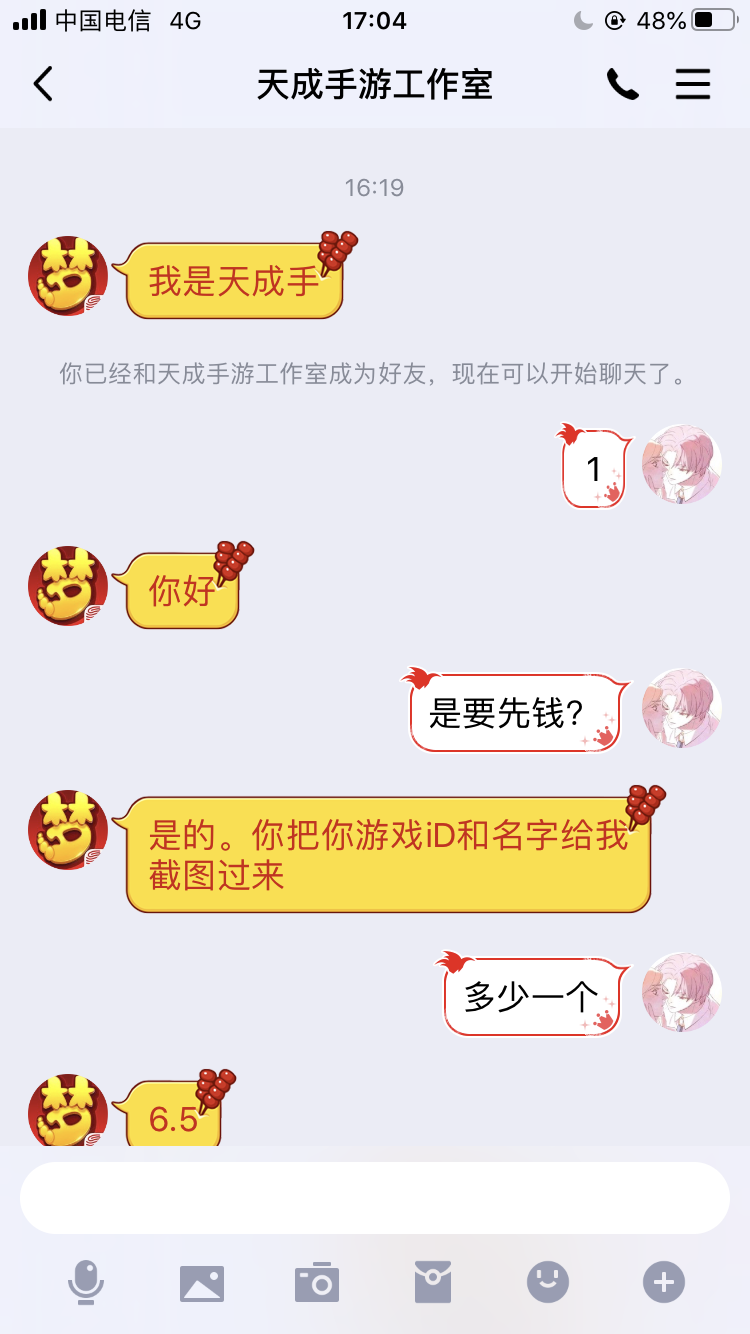 中国电信 4G 17:04 48%
天成手游工作室
16:19
我是天成手
你已经和天成手游工作室成为好友，现在可以开始聊天了。
1
你好
是要先钱?
是的。你把你游戏iD和名字给我
截图过来
多少一个
6.5